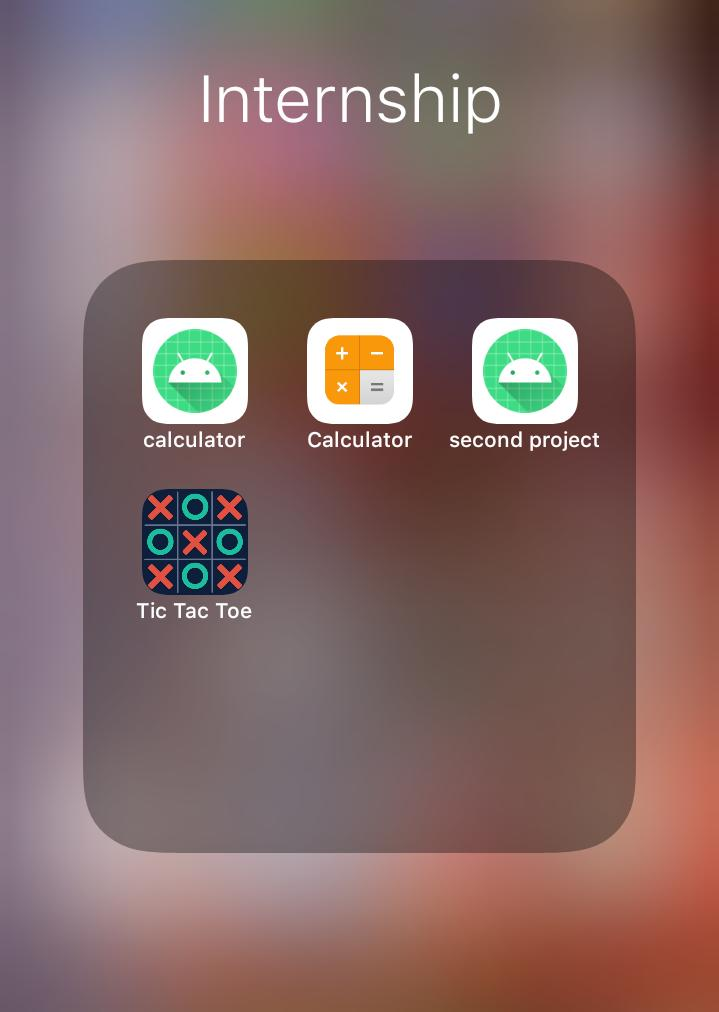 Internship
calculator
Calculator
second project
Tic Tac Toe